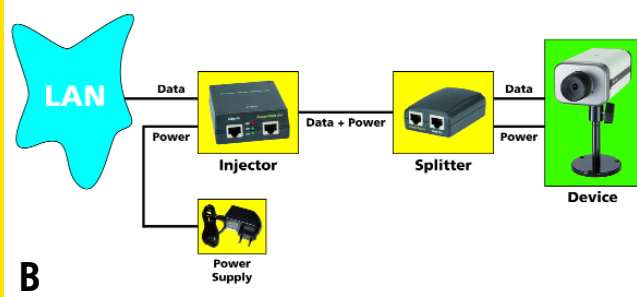 LAN
Data
Power
Injector
Data + Power
Splitter
Data
Power
Device
Power
Supply
B